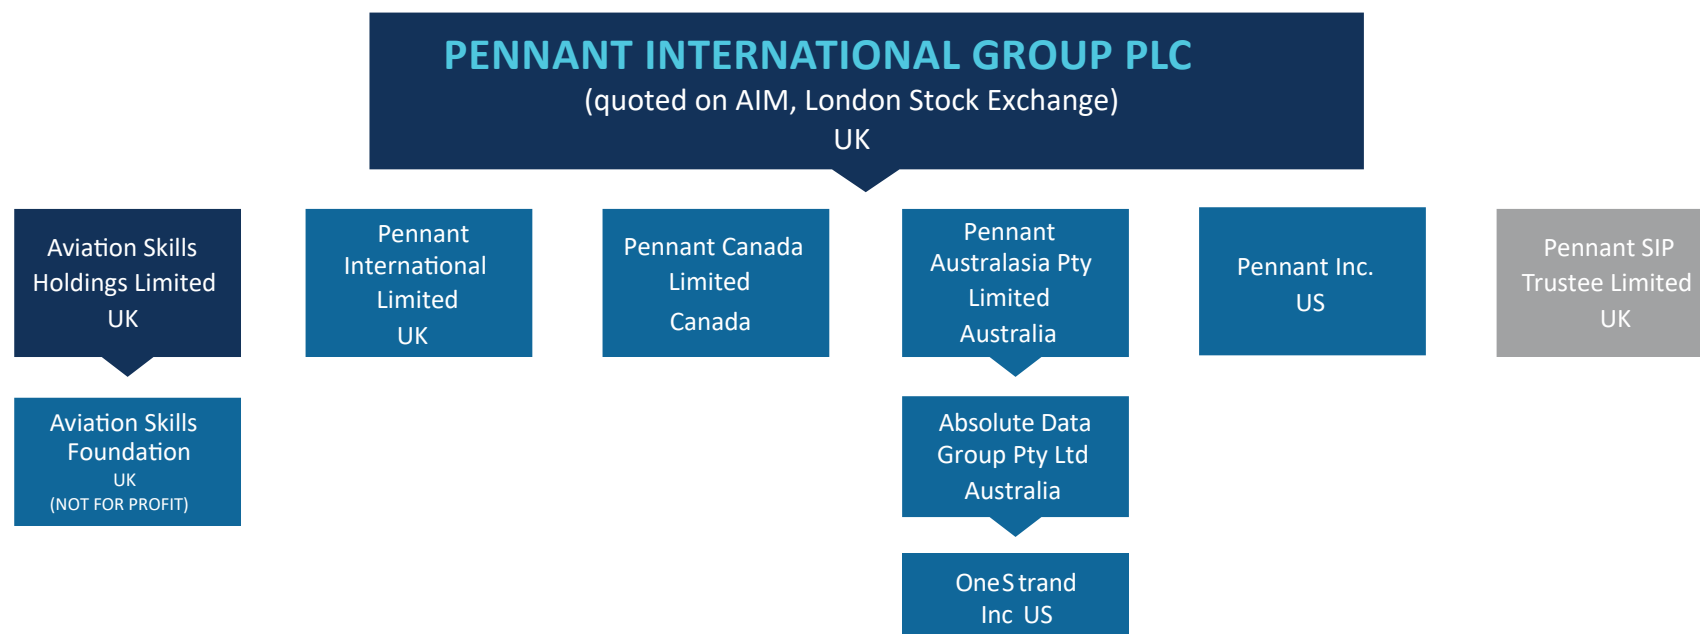 PENNANT INTERNATIONAL GROUP PLC
(quoted on AIM, London Stock Exchange)
UK
Aviation Skills
Holdings Limited
UK
Pennant
International
Limited
UK
Pennant Canada
Limited
Canada
Pennant
Australasia Pty
Limited
Australia
Pennant Inc.
US
Pennant SIP
Trustee Limited
UK
Aviation Skills
Foundation
UK
(NOT FOR PROFIT)
Absolute Data
Group Pty Ltd
Australia
OneStrand
Inc US